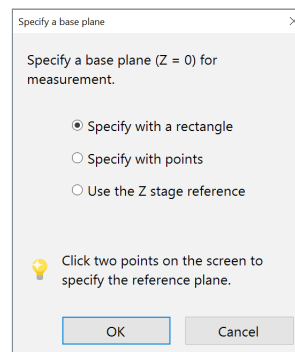 Specify a base plane
Specify a base plane (Z = 0) for
measurement.
Specify with a rectangle
Specify with points
Use the Z stage reference
Click two points on the screen to
specify the reference plane.
OK
Cancel